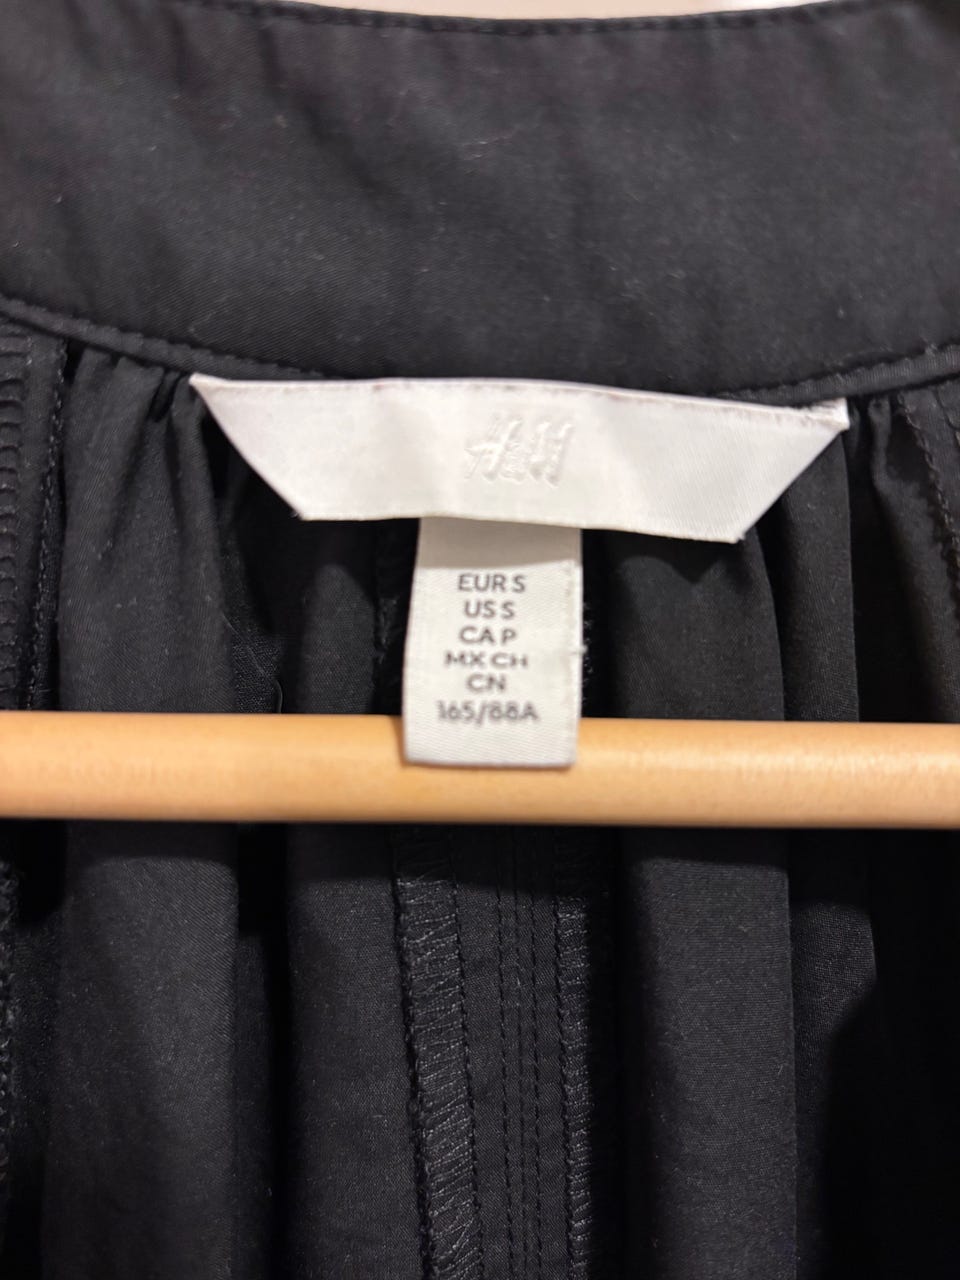 H&M
EUR S
US S
CA P
MX CH
CN
165/88A